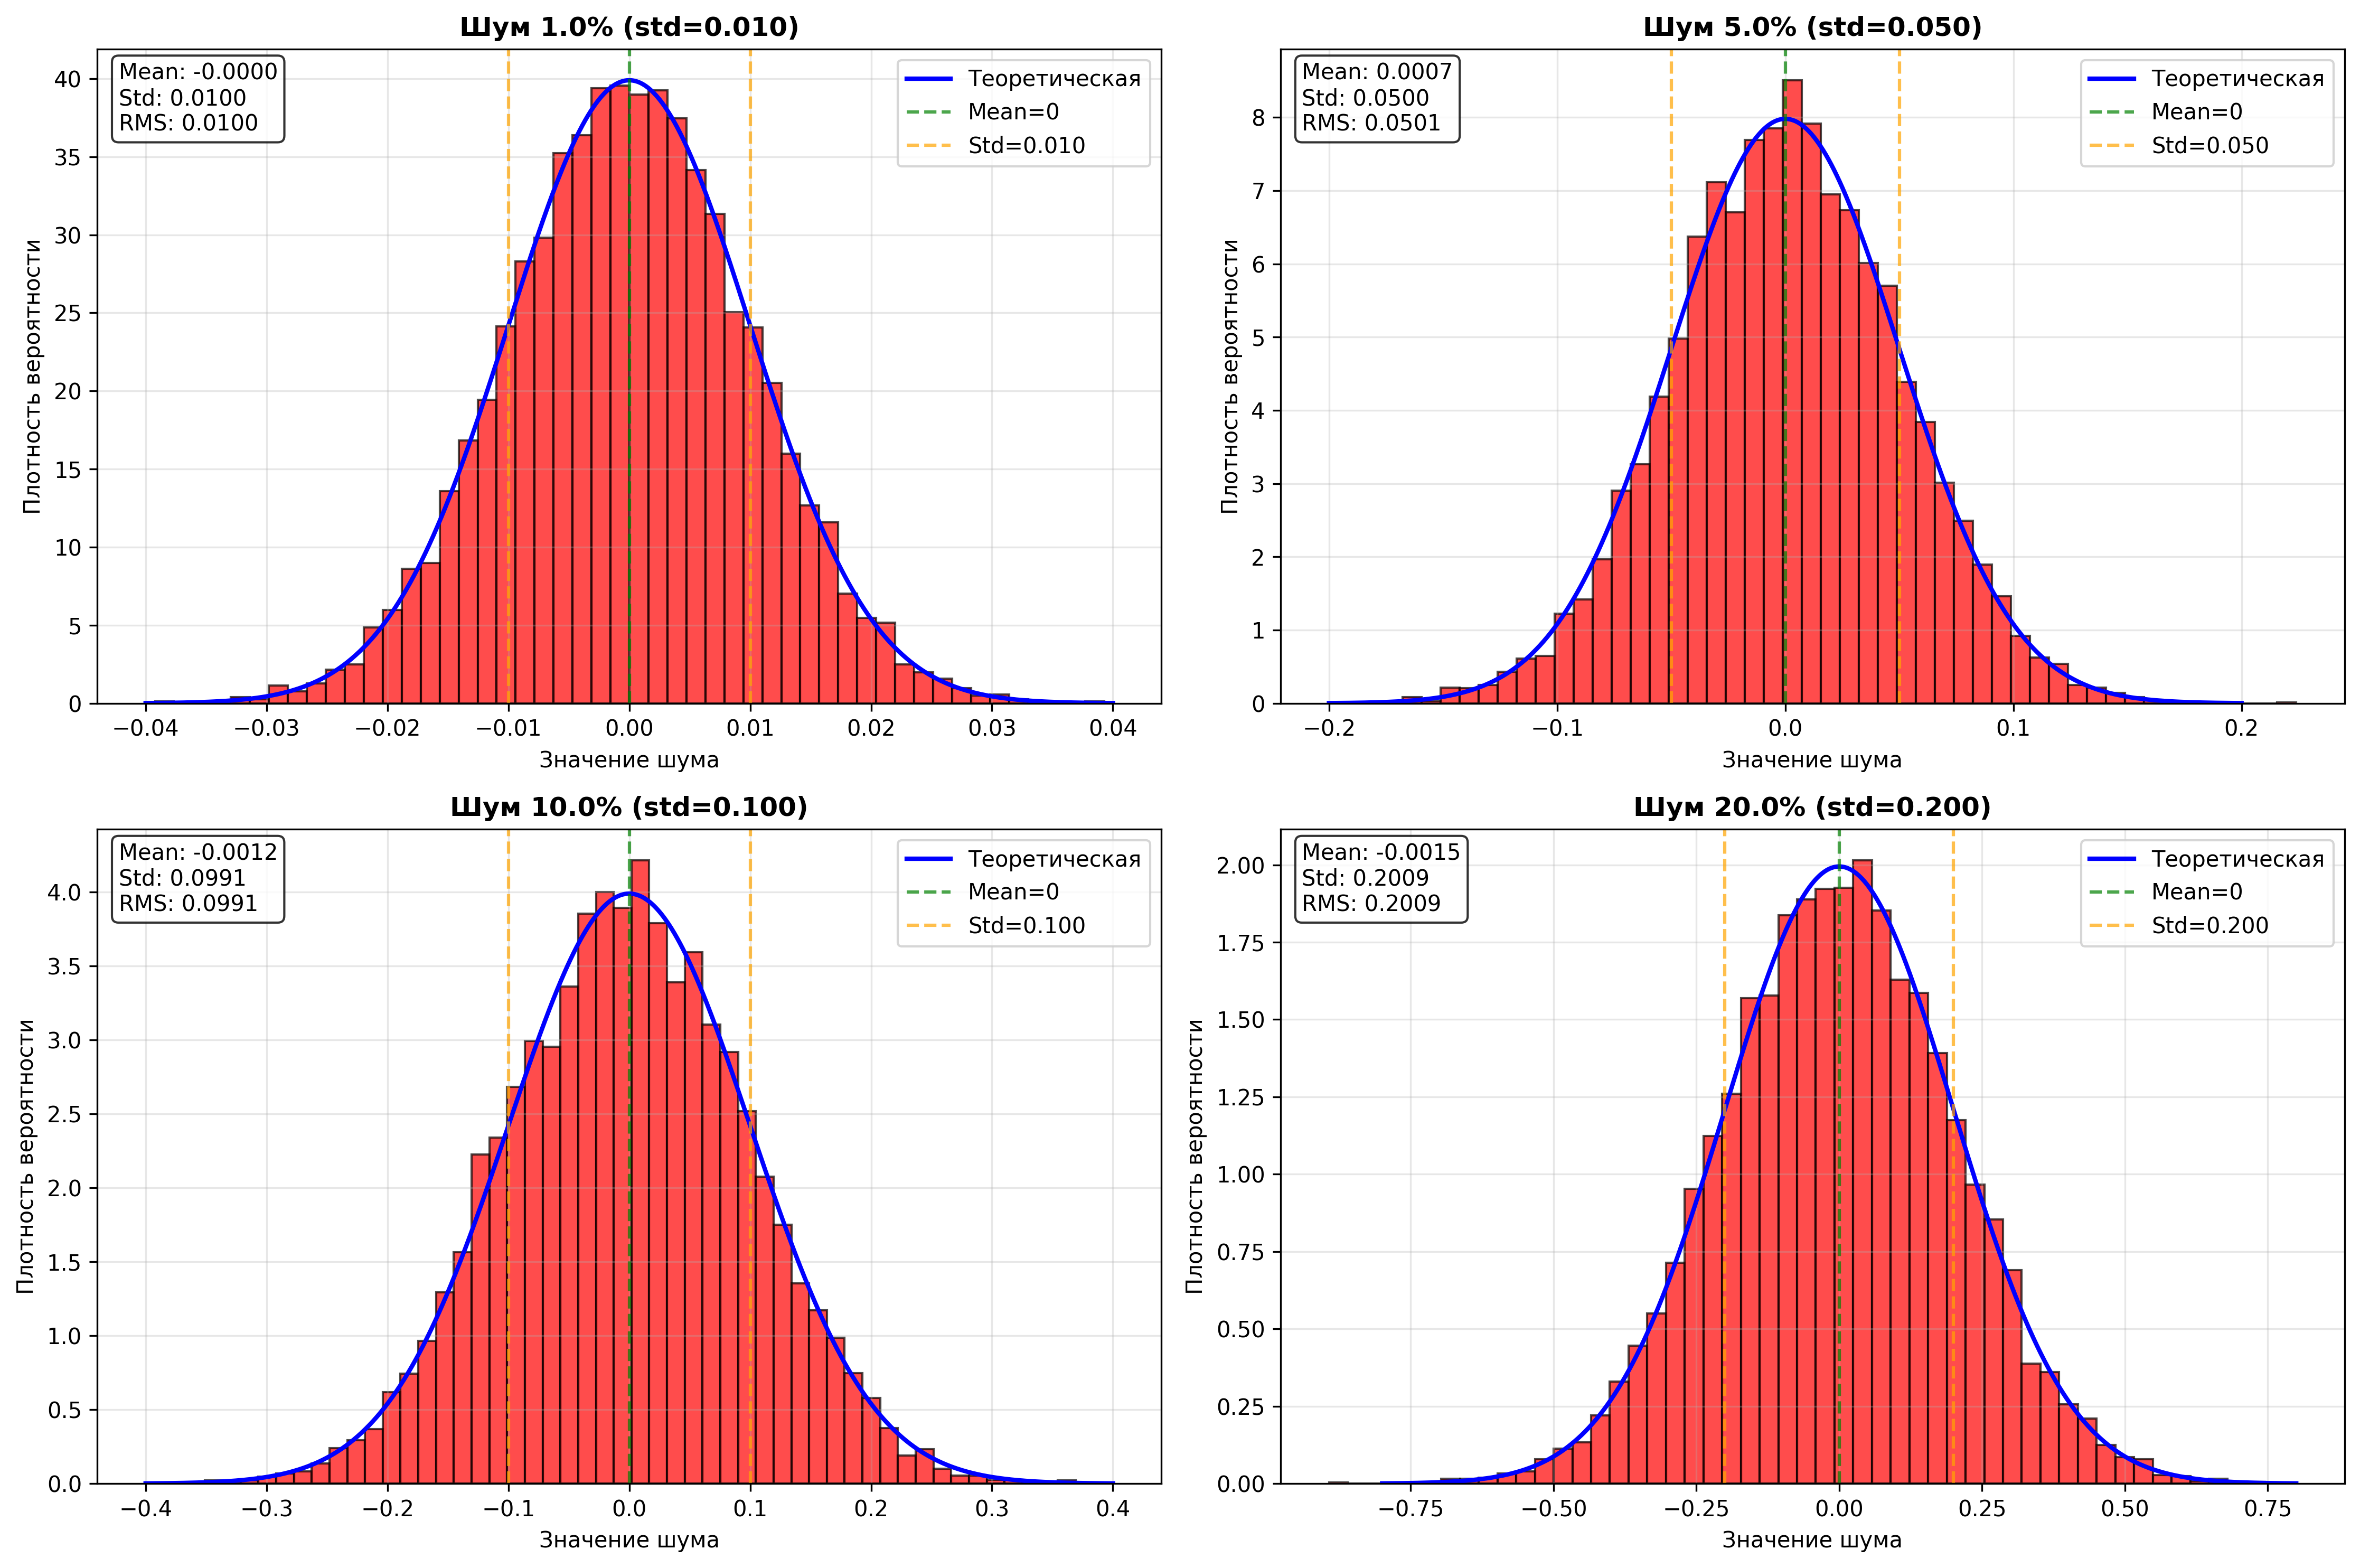 Шум 1.0% (std=0.010)
Mean: -0.0000
Std: 0.0100
RMS: 0.0100
Теоретическая
Mean=0
Std=0.010
Плотность вероятности
40
35
30
25
20
15
10
5
0
−0.04 −0.03 −0.02 −0.01 0.00 0.01 0.02 0.03 0.04
Значение шума
Шум 5.0% (std=0.050)
Mean: 0.0007
Std: 0.0500
RMS: 0.0501
Теоретическая
Mean=0
Std=0.050
Плотность вероятности
8
7
6
5
4
3
2
1
0
−0.2 −0.1 0.0 0.1 0.2
Значение шума
Шум 10.0% (std=0.100)
Mean: -0.0012
Std: 0.0991
RMS: 0.0991
Теоретическая
Mean=0
Std=0.100
Плотность вероятности
4.0
3.5
3.0
2.5
2.0
1.5
1.0
0.5
0.0
−0.4 −0.3 −0.2 −0.1 0.0 0.1 0.2 0.3 0.4
Значение шума
Шум 20.0% (std=0.200)
Mean: -0.0015
Std: 0.2009
RMS: 0.2009
Теоретическая
Mean=0
Std=0.200
Плотность вероятности
2.00
1.75
1.50
1.25
1.00
0.75
0.50
0.25
0.00
−0.75 −0.50 −0.25 0.00 0.25 0.50 0.75
Значение шума